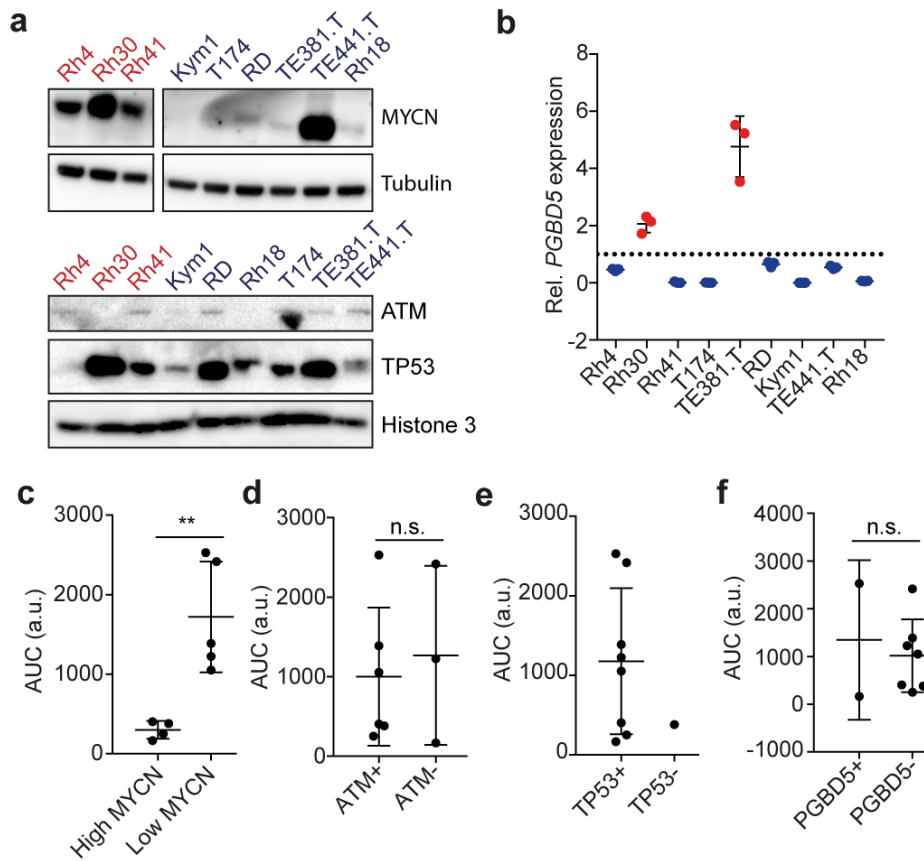 a
Rh4 Rh30 Rh41 Kym1 T174 RD TE381.T TE441.T Rh18
MYCN
Tubulin
Rh4 Rh30 Rh41 Kym1 RD Rh18 T174 TE381.T TE441.T
ATM
TP53
Histone 3
b
Rel. PGBD5 expression
8
6
4
2
0
-2
Rh4 Rh30 Rh41 T174 TE381.T RD Kym1 TE441.T Rh18
c
AUC (a.u.)
3000
2000
1000
0
**
High MYCN Low MYCN
d
AUC (a.u.)
3000
2000
1000
0
n.s.
ATM+ ATM-
e
AUC (a.u.)
3000
2000
1000
0
TP53+ TP53-
f
AUC (a.u.)
4000
3000
2000
1000
0
-1000
n.s.
PGBD5+ PGBD5-